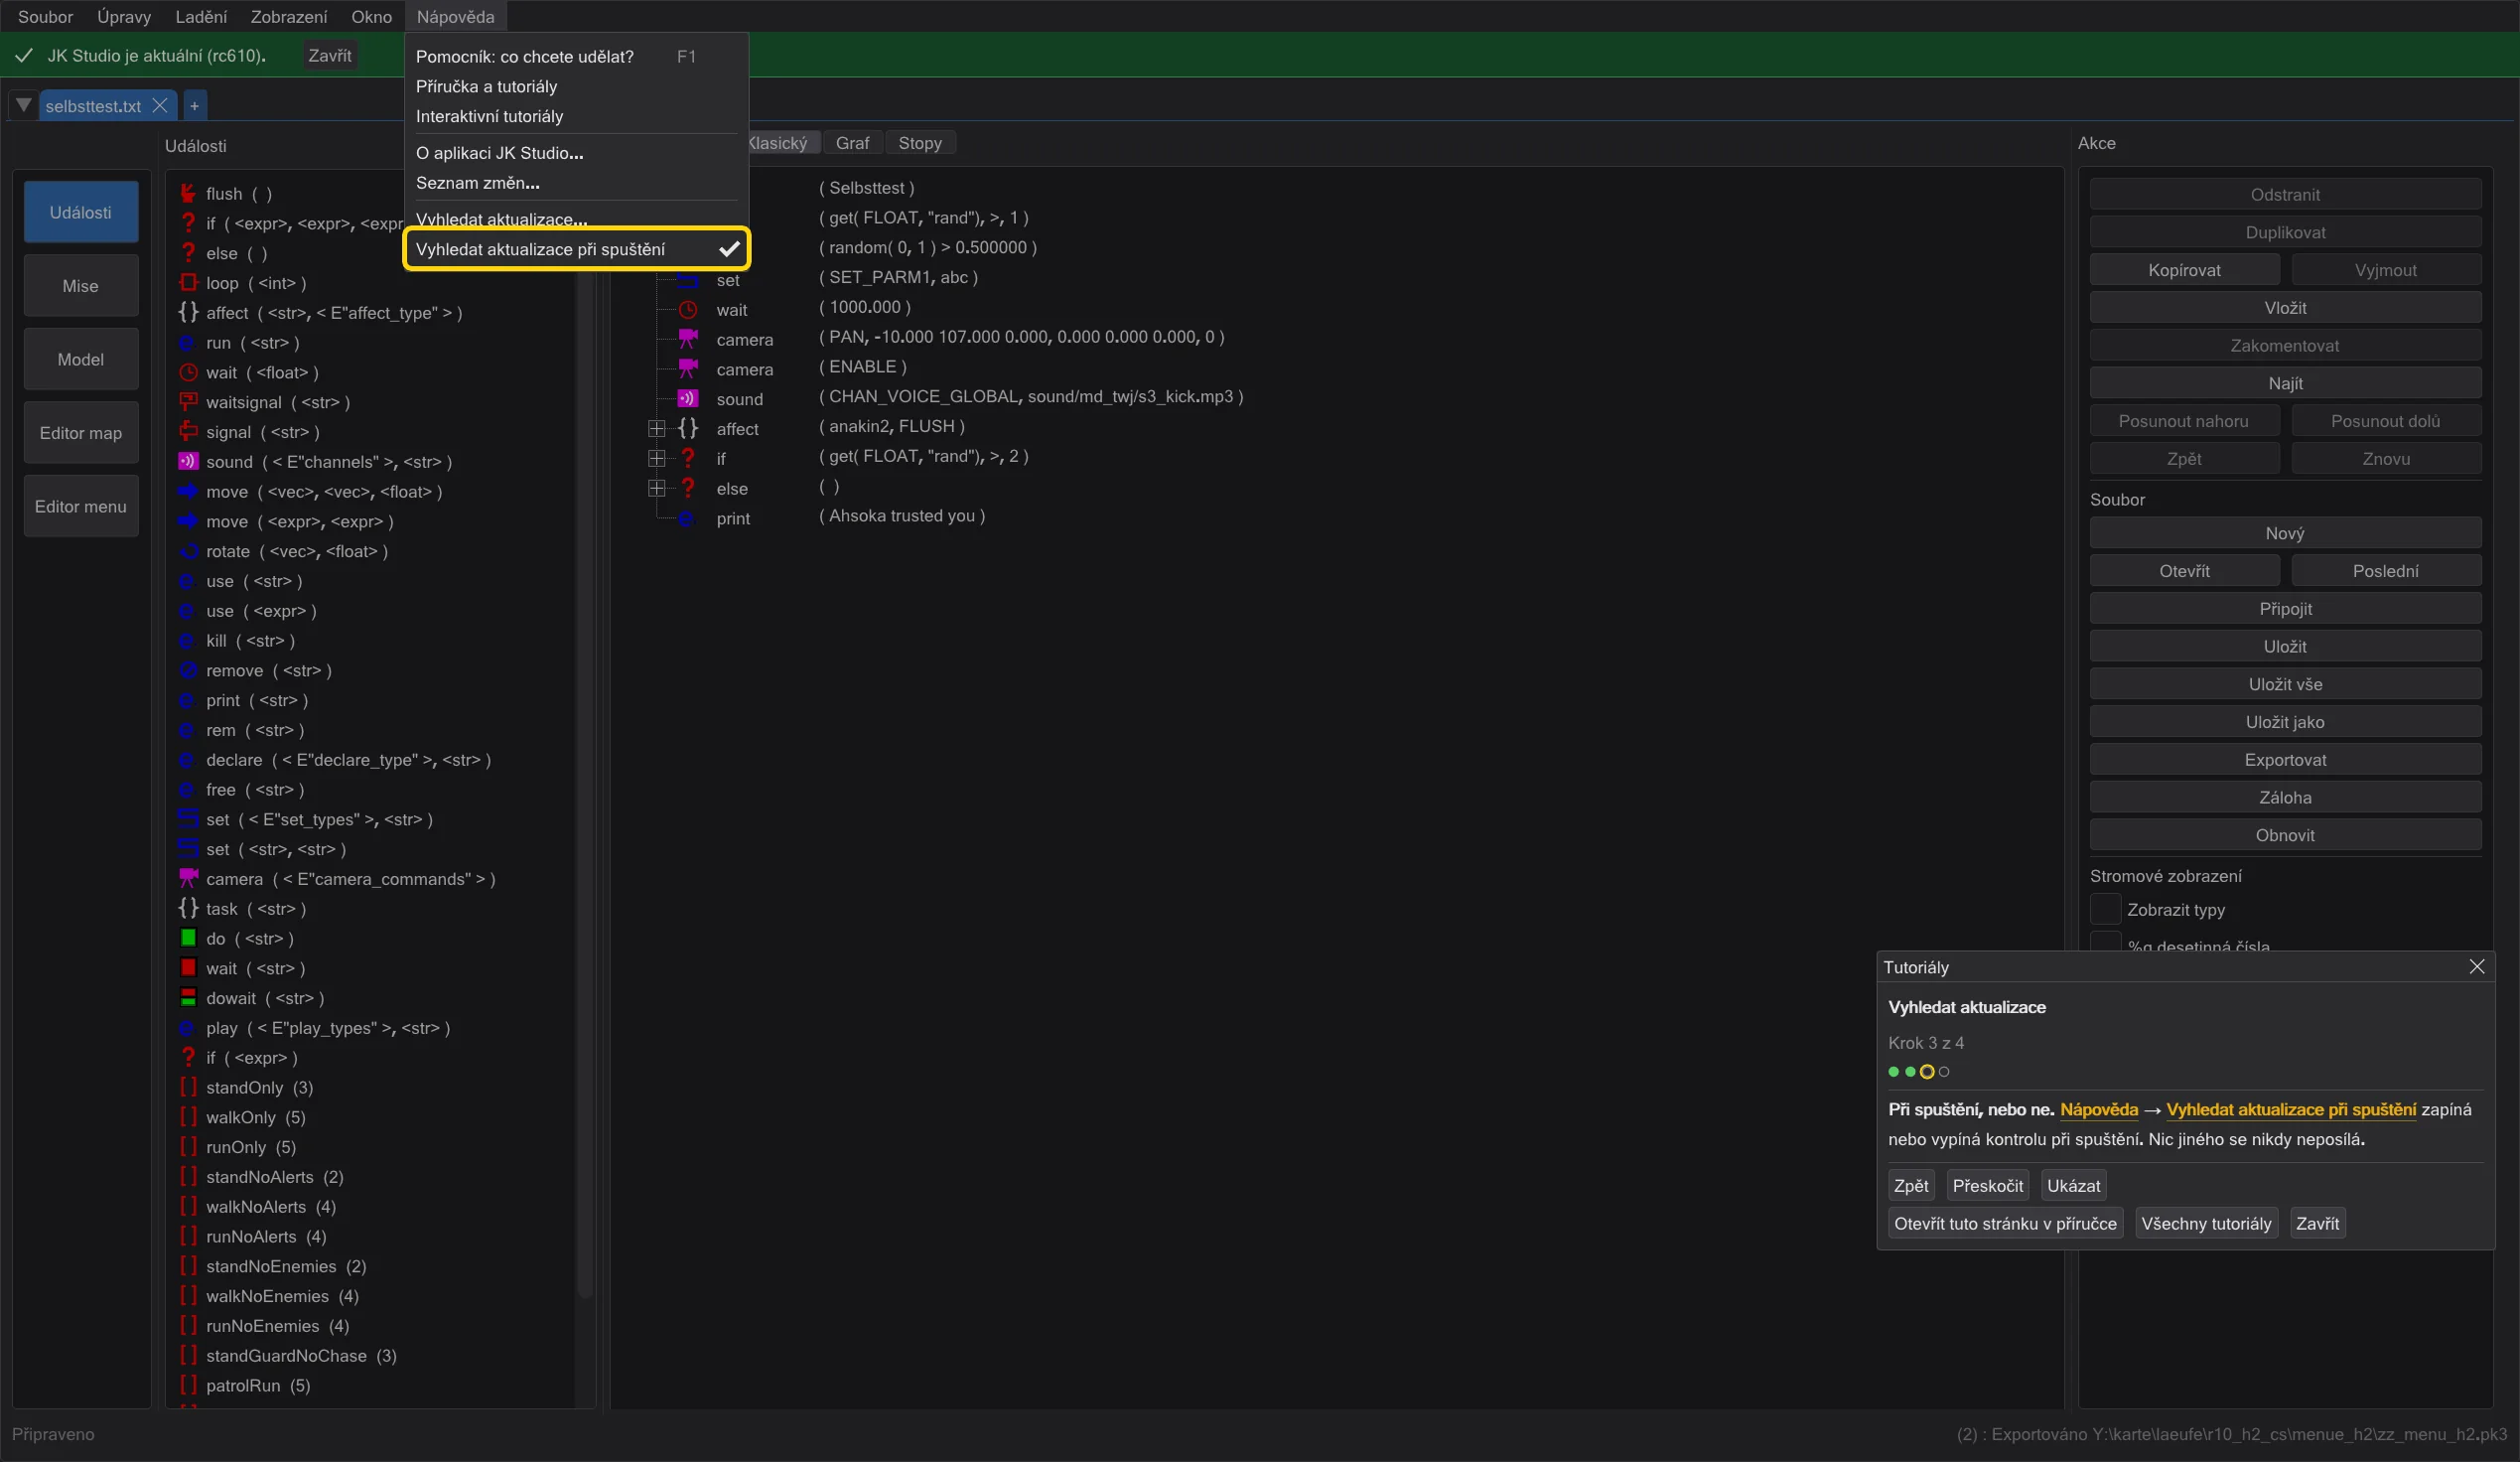 Soubor Úpravy Ladění Zobrazení Okno Nápověda
JK Studio je aktuální (rc610). Zavřít
Pomocník: co chcete udělat? F1
Příručka a tutoriály
Interaktivní tutoriály
O aplikaci JK Studio...
Seznam změn...
Vyhledat aktualizace...
Vyhledat aktualizace při spuštění
selbsttest.txt +
Události
Mise
Model
Editor map
Editor menu
Události
flush ( )
if ( <expr>, <expr>, <expr
else ( )
loop ( <int> )
affect ( <str>, < E"affect_type" > )
run ( <str> )
wait ( <float> )
waitsignal ( <str> )
signal ( <str> )
sound ( < E"channels" >, <str> )
move ( <vec>, <vec>, <float> )
move ( <expr>, <expr> )
rotate ( <vec>, <float> )
use ( <str> )
use ( <expr> )
kill ( <str> )
remove ( <str> )
print ( <str> )
rem ( <str> )
declare ( < E"declare_type" >, <str> )
free ( <str> )
set ( < E"set_types" >, <str> )
set ( <str>, <str> )
camera ( < E"camera_commands" > )
task ( <str> )
do ( <str> )
wait ( <str> )
dowait ( <str> )
play ( < E"play_types" >, <str> )
if ( <expr> )
standOnly (3)
walkOnly (5)
runOnly (5)
standNoAlerts (2)
walkNoAlerts (4)
runNoAlerts (4)
standNoEnemies (2)
walkNoEnemies (4)
runNoEnemies (4)
standGuardNoChase (3)
patrolRun (5)
Klasický Graf Stopy
( Selbsttest )
( get( FLOAT, "rand"), >, 1 )
( random( 0, 1 ) > 0.500000 )
set ( SET_PARM1, abc )
wait ( 1000.000 )
camera ( PAN, -10.000 107.000 0.000, 0.000 0.000 0.000, 0 )
camera ( ENABLE )
sound ( CHAN_VOICE_GLOBAL, sound/md_twj/s3_kick.mp3 )
affect ( anakin2, FLUSH )
if ( get( FLOAT, "rand"), >, 2 )
else ( )
print ( Ahsoka trusted you )
Akce
Odstranit
Duplikovat
Kopírovat Vyjmout
Vložit
Zakomentovat
Najít
Posunout nahoru Posunout dolů
Zpět Znovu
Soubor
Nový
Otevřít Poslední
Připojit
Uložit
Uložit vše
Uložit jako
Exportovat
Záloha
Obnovit
Stromové zobrazení
Zobrazit typy
%g desetinná čísla
Tutoriály
Vyhledat aktualizace
Krok 3 z 4
Při spuštění, nebo ne. Nápověda → Vyhledat aktualizace při spuštění zapíná
nebo vypíná kontrolu při spuštění. Nic jiného se nikdy neposílá.
Zpět Přeskočit Ukázat
Otevřít tuto stránku v příručce Všechny tutoriály Zavřít
Připraveno (2) : Exportováno Y:\karte\laeufe\r10_h2_cs\menue_h2\zz_menu_h2.pk3